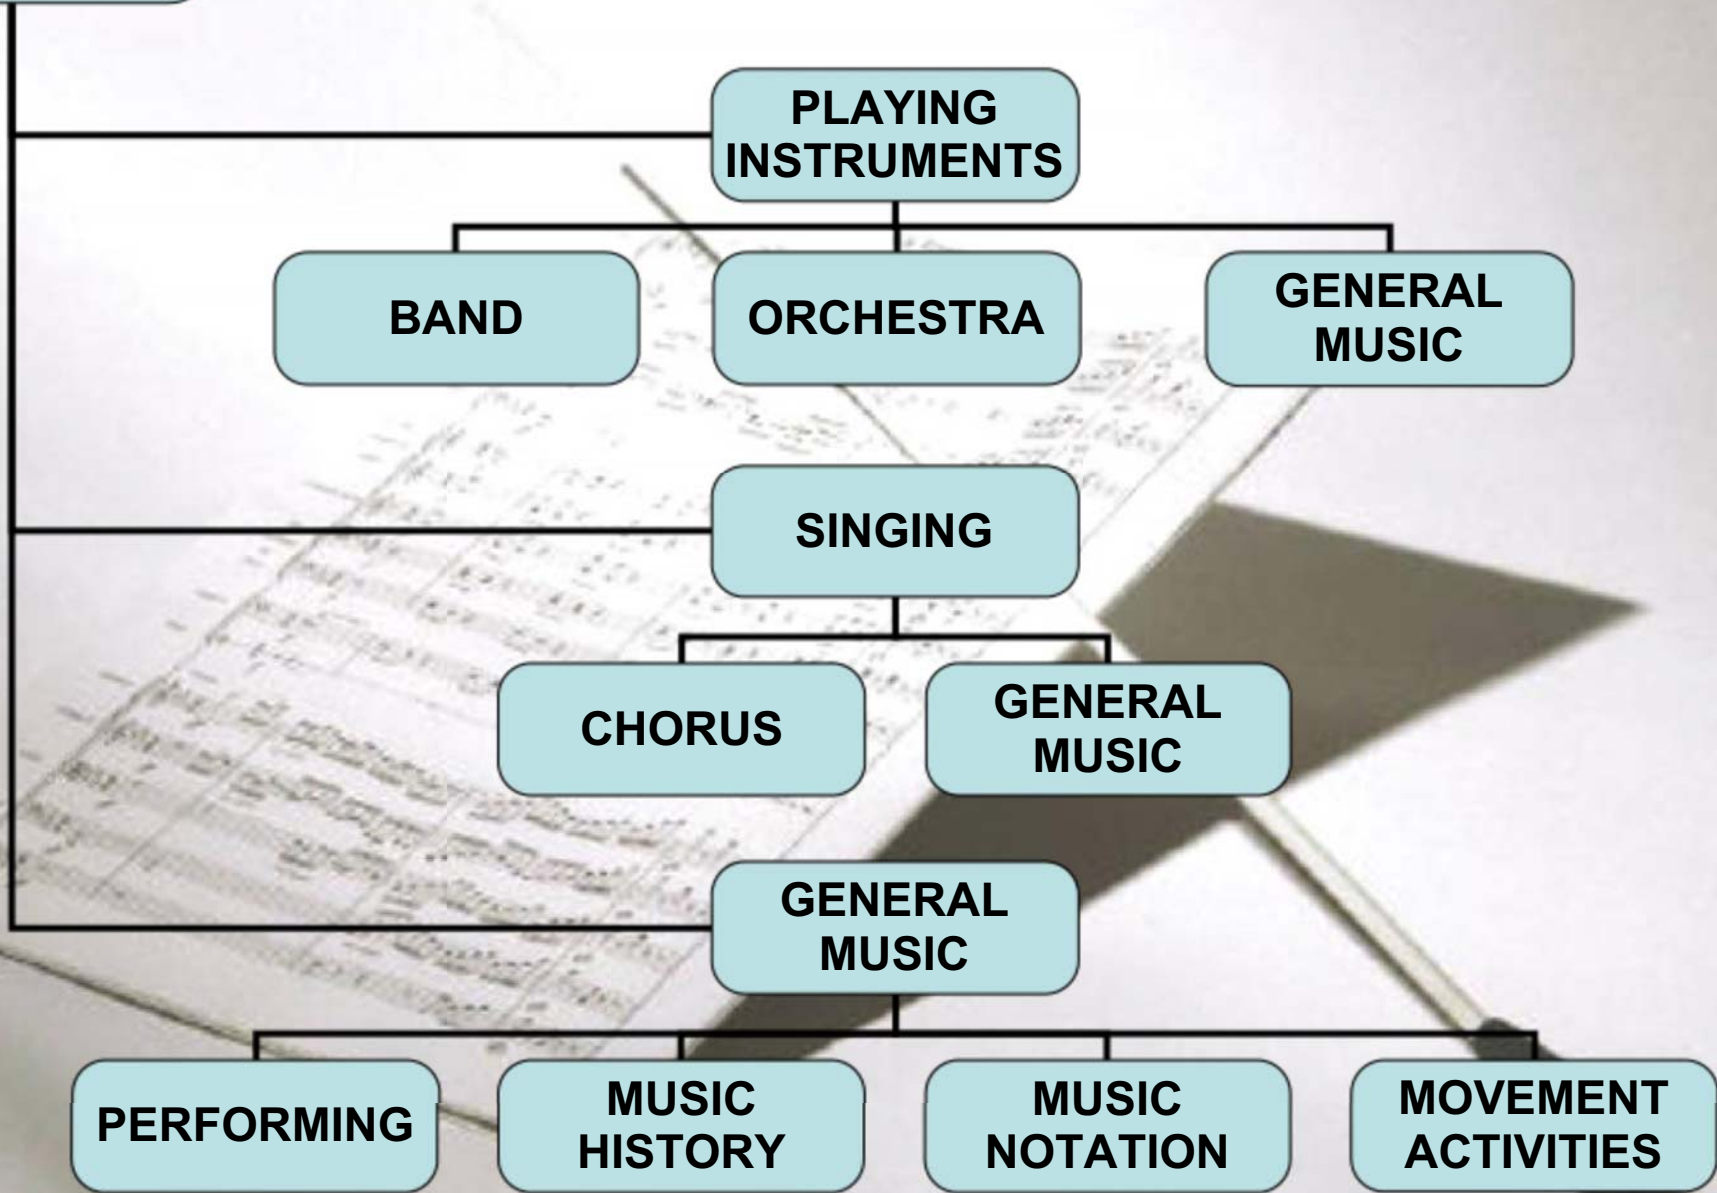 PLAYING
INSTRUMENTS
BAND
ORCHESTRA
GENERAL
MUSIC
SINGING
CHORUS
GENERAL
MUSIC
GENERAL
MUSIC
PERFORMING
MUSIC
HISTORY
MUSIC
NOTATION
MOVEMENT
ACTIVITIES